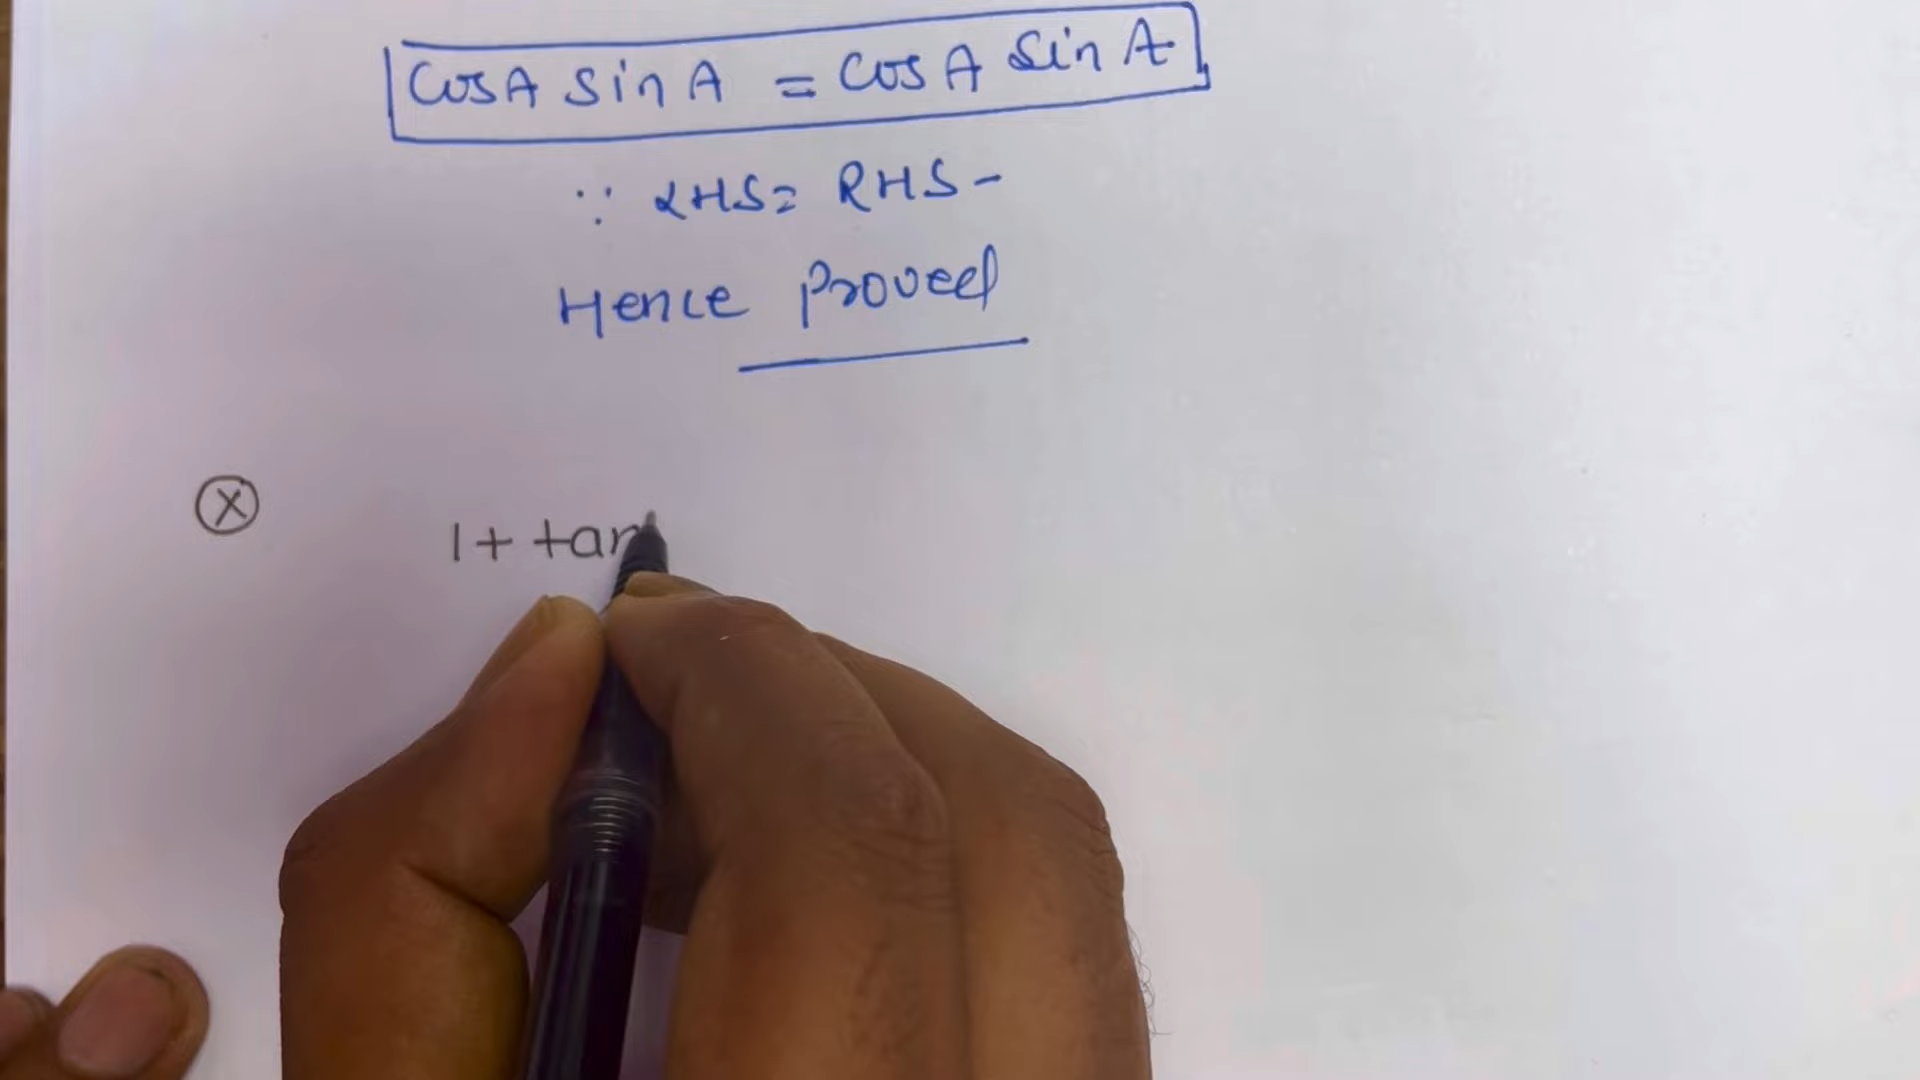 CosA SinA = CosA SinA
∵ LHS = RHS -
Hence Proved
(X) 1 + tan